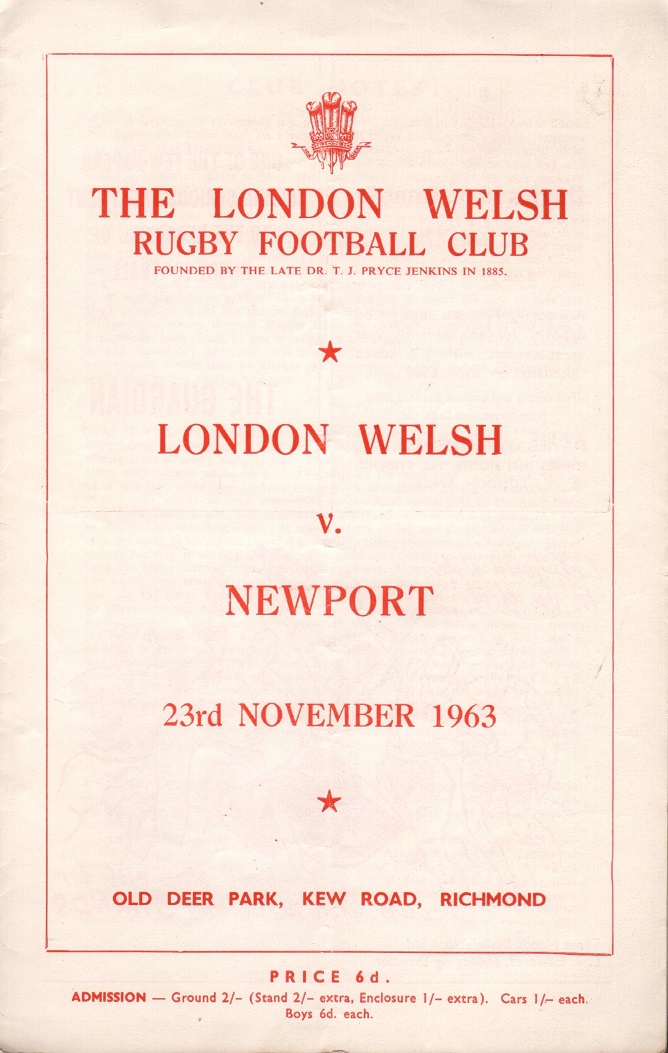 THE LONDON WELSH
RUGBY FOOTBALL CLUB
FOUNDED BY THE LATE DR. T. J. PRYCE JENKINS IN 1885.
LONDON WELSH
v.
NEWPORT
23rd NOVEMBER 1963
OLD DEER PARK, KEW ROAD, RICHMOND
PRICE 6d.
ADMISSION — Ground 2/- (Stand 2/- extra, Enclosure 1/- extra). Cars 1/- each.
Boys 6d. each.